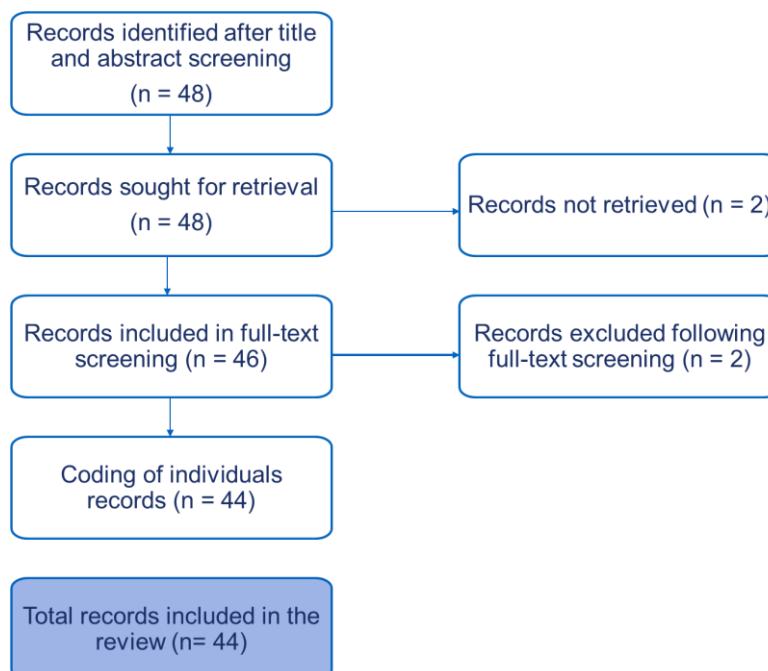 Records identified after title
and abstract screening
(n = 48)
Records sought for retrieval
(n = 48)
Records not retrieved (n = 2)
Records included in full-text
screening (n = 46)
Records excluded following
full-text screening (n = 2)
Coding of individuals
records (n = 44)
Total records included in the
review (n= 44)